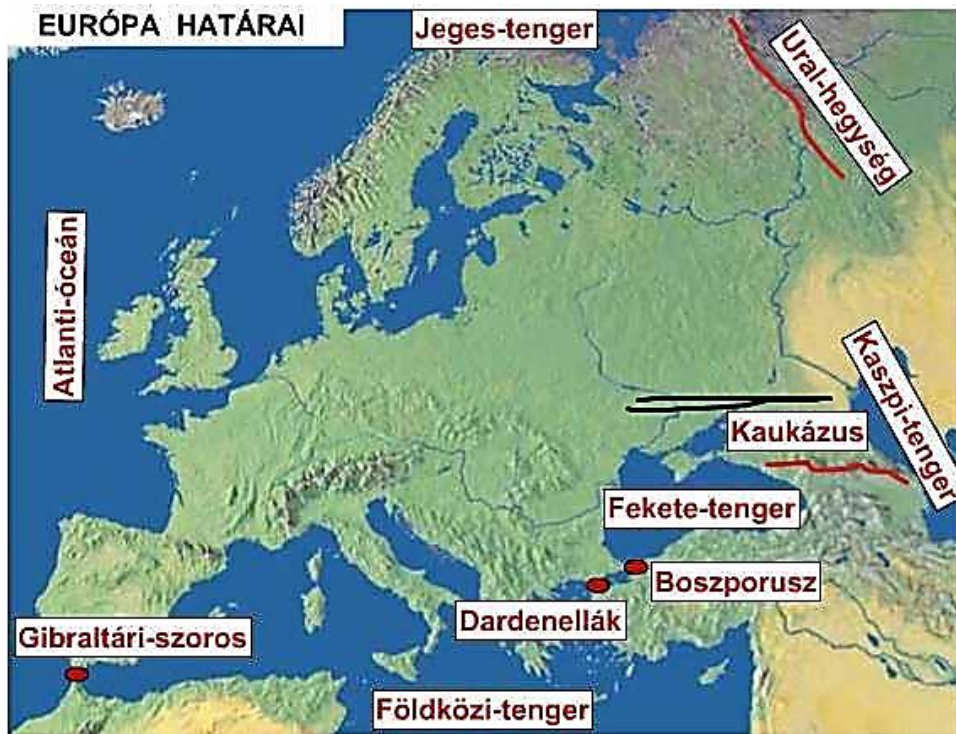 EURÓPA HATÁRAI
Jeges-tenger
Ural-hegység
Atlanti-óceán
Kaszpi-tenger
Kaukázus
Fekete-tenger
Boszporusz
Dardenellák
Gibraltári-szoros
Földközi-tenger